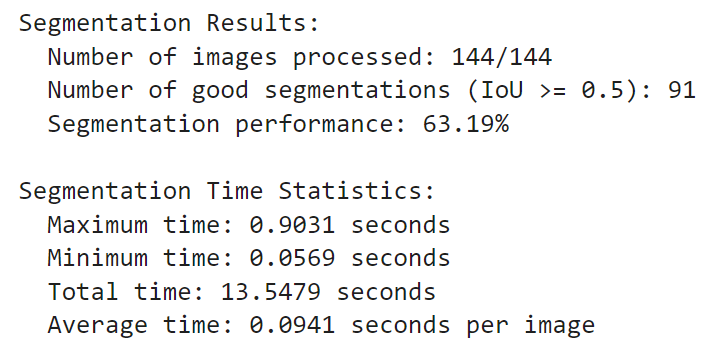 Segmentation Results:
Number of images processed: 144/144
Number of good segmentations (IoU >= 0.5): 91
Segmentation performance: 63.19%
Segmentation Time Statistics:
Maximum time: 0.9031 seconds
Minimum time: 0.0569 seconds
Total time: 13.5479 seconds
Average time: 0.0941 seconds per image